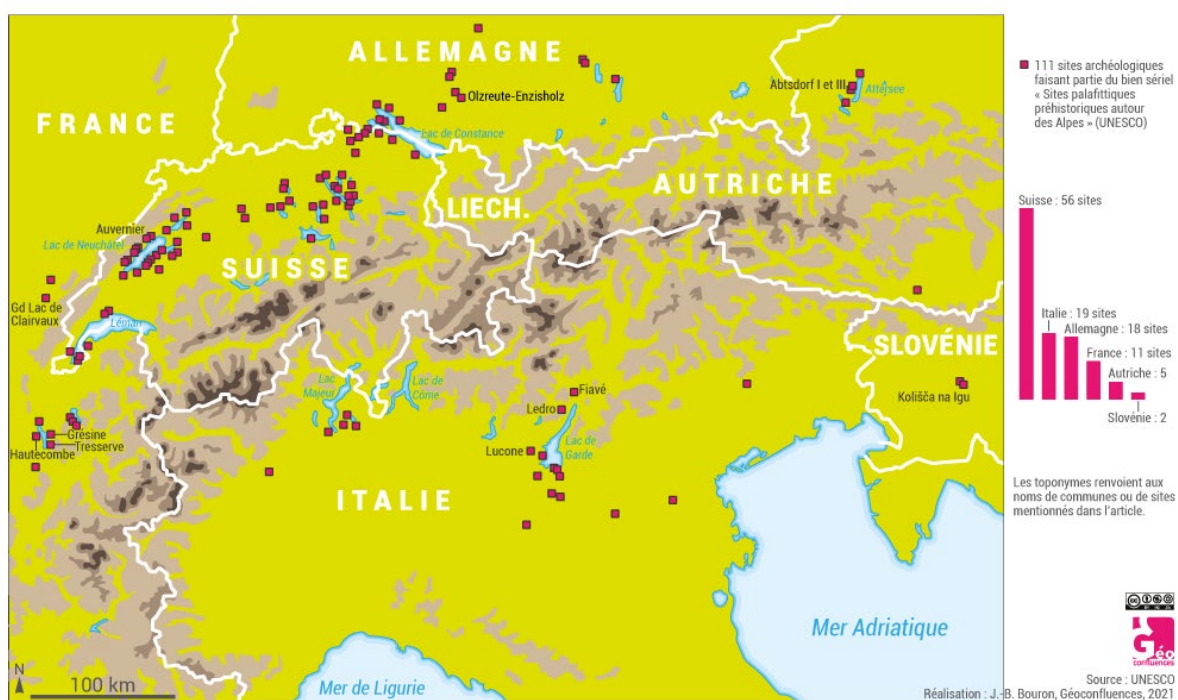 ALLEMAGNE
FRANCE
Olzreute-Enzisholz
Lac de Constance
Abtsdorf I et III
Attersee
AUTRICHE
LIECH.
Auvernier
Lac de Neuchâtel
SUISSE
Gd Lac de
Clairvaux
Léman
SLOVÉNIE
Kolišča na Igu
Lac
Majeur
Lac de
Côme
Fiavé
Ledro
Lac de
Garde
Lucone
Grésine
Tresserve
Hautecombe
ITALIE
Mer Adriatique
Mer de Ligurie
N
100 km
111 sites archéologiques
faisant partie du bien sériel
« Sites palafittiques
préhistoriques autour
des Alpes » (UNESCO)
Suisse : 56 sites
Italie : 19 sites
Allemagne : 18 sites
France : 11 sites
Autriche : 5
Slovénie : 2
Les toponymes renvoient aux
noms de communes ou de sites
mentionnés dans l'article.
Géo
confluences
Source : UNESCO
Réalisation : J.-B. Bouron, Géoconfluences, 2021